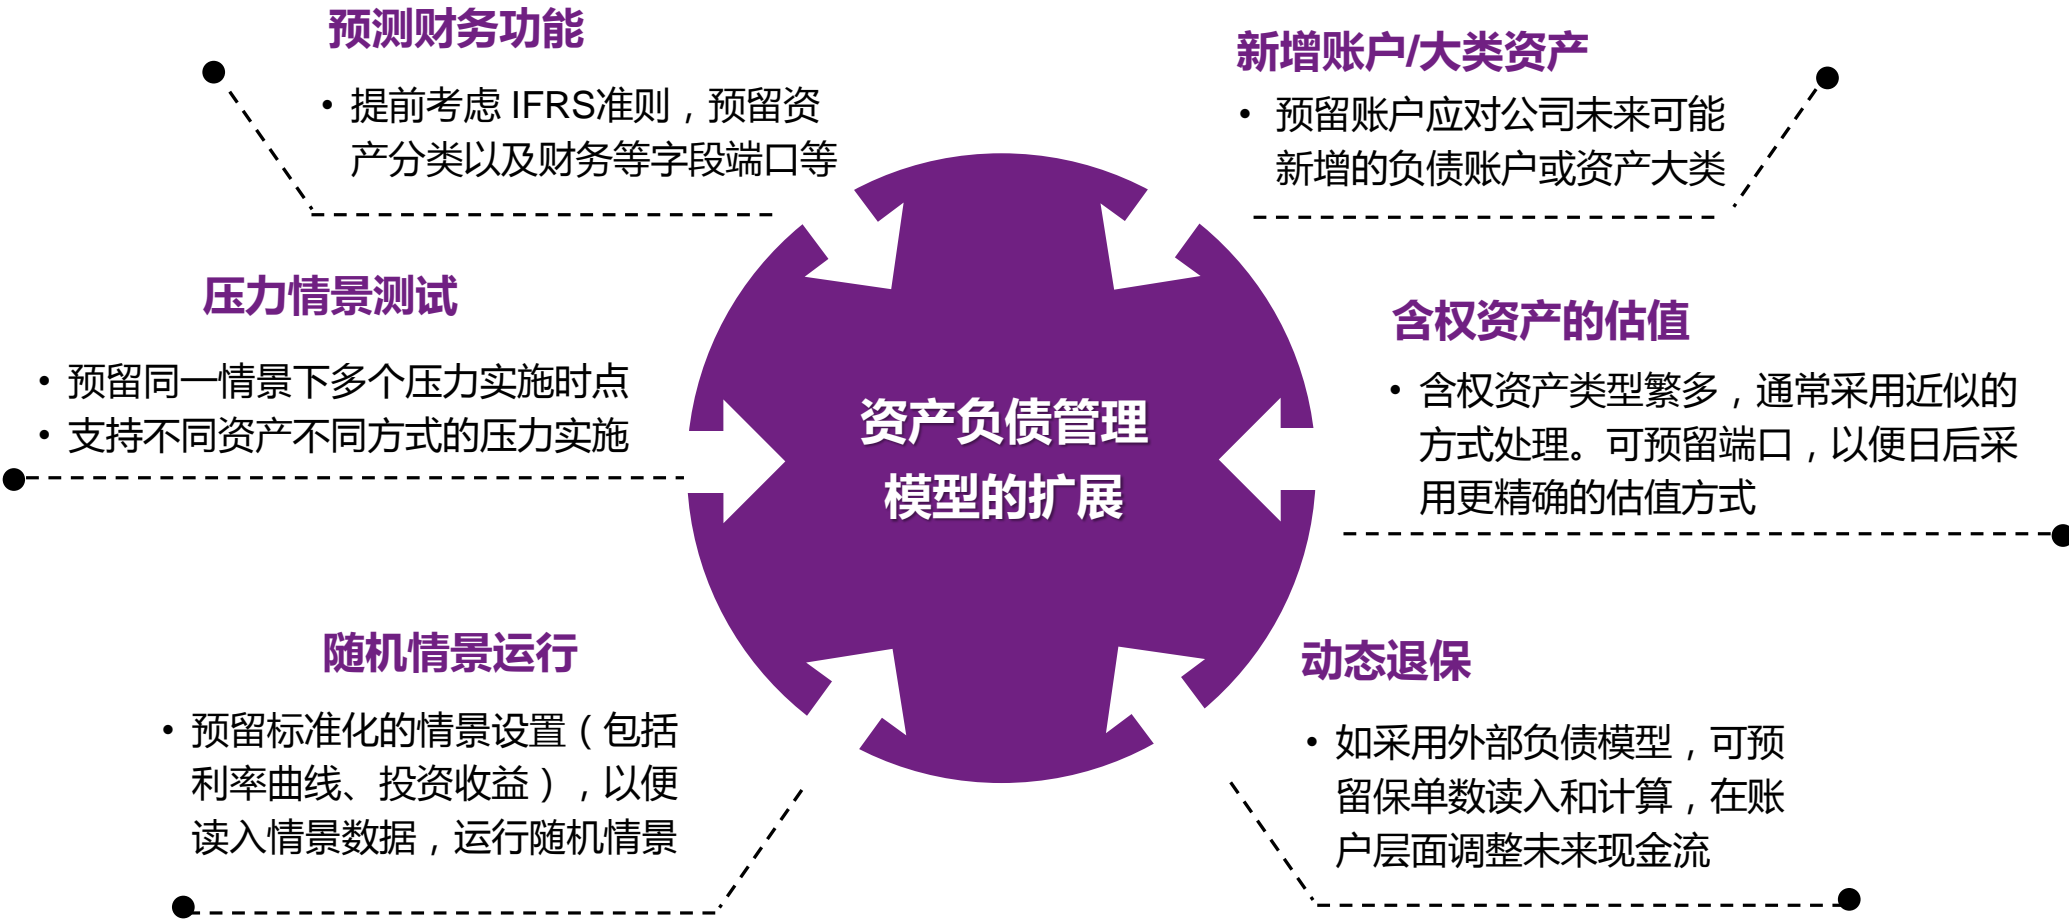 预测财务功能
• 提前考虑 IFRS准则，预留资
产分类以及财务等字段端口等
新增账户/大类资产
• 预留账户应对公司未来可能
新增的负债账户或资产大类
压力情景测试
• 预留同一情景下多个压力实施时点
• 支持不同资产不同方式的压力实施
含权资产的估值
• 含权资产类型繁多，通常采用近似的
方式处理。可预留端口，以便日后采
用更精确的估值方式
资产负债管理
模型的扩展
随机情景运行
• 预留标准化的情景设置（包括
利率曲线、投资收益），以便
读入情景数据，运行随机情景
动态退保
• 如采用外部负债模型，可预
留保单数读入和计算，在账
户层面调整未来现金流